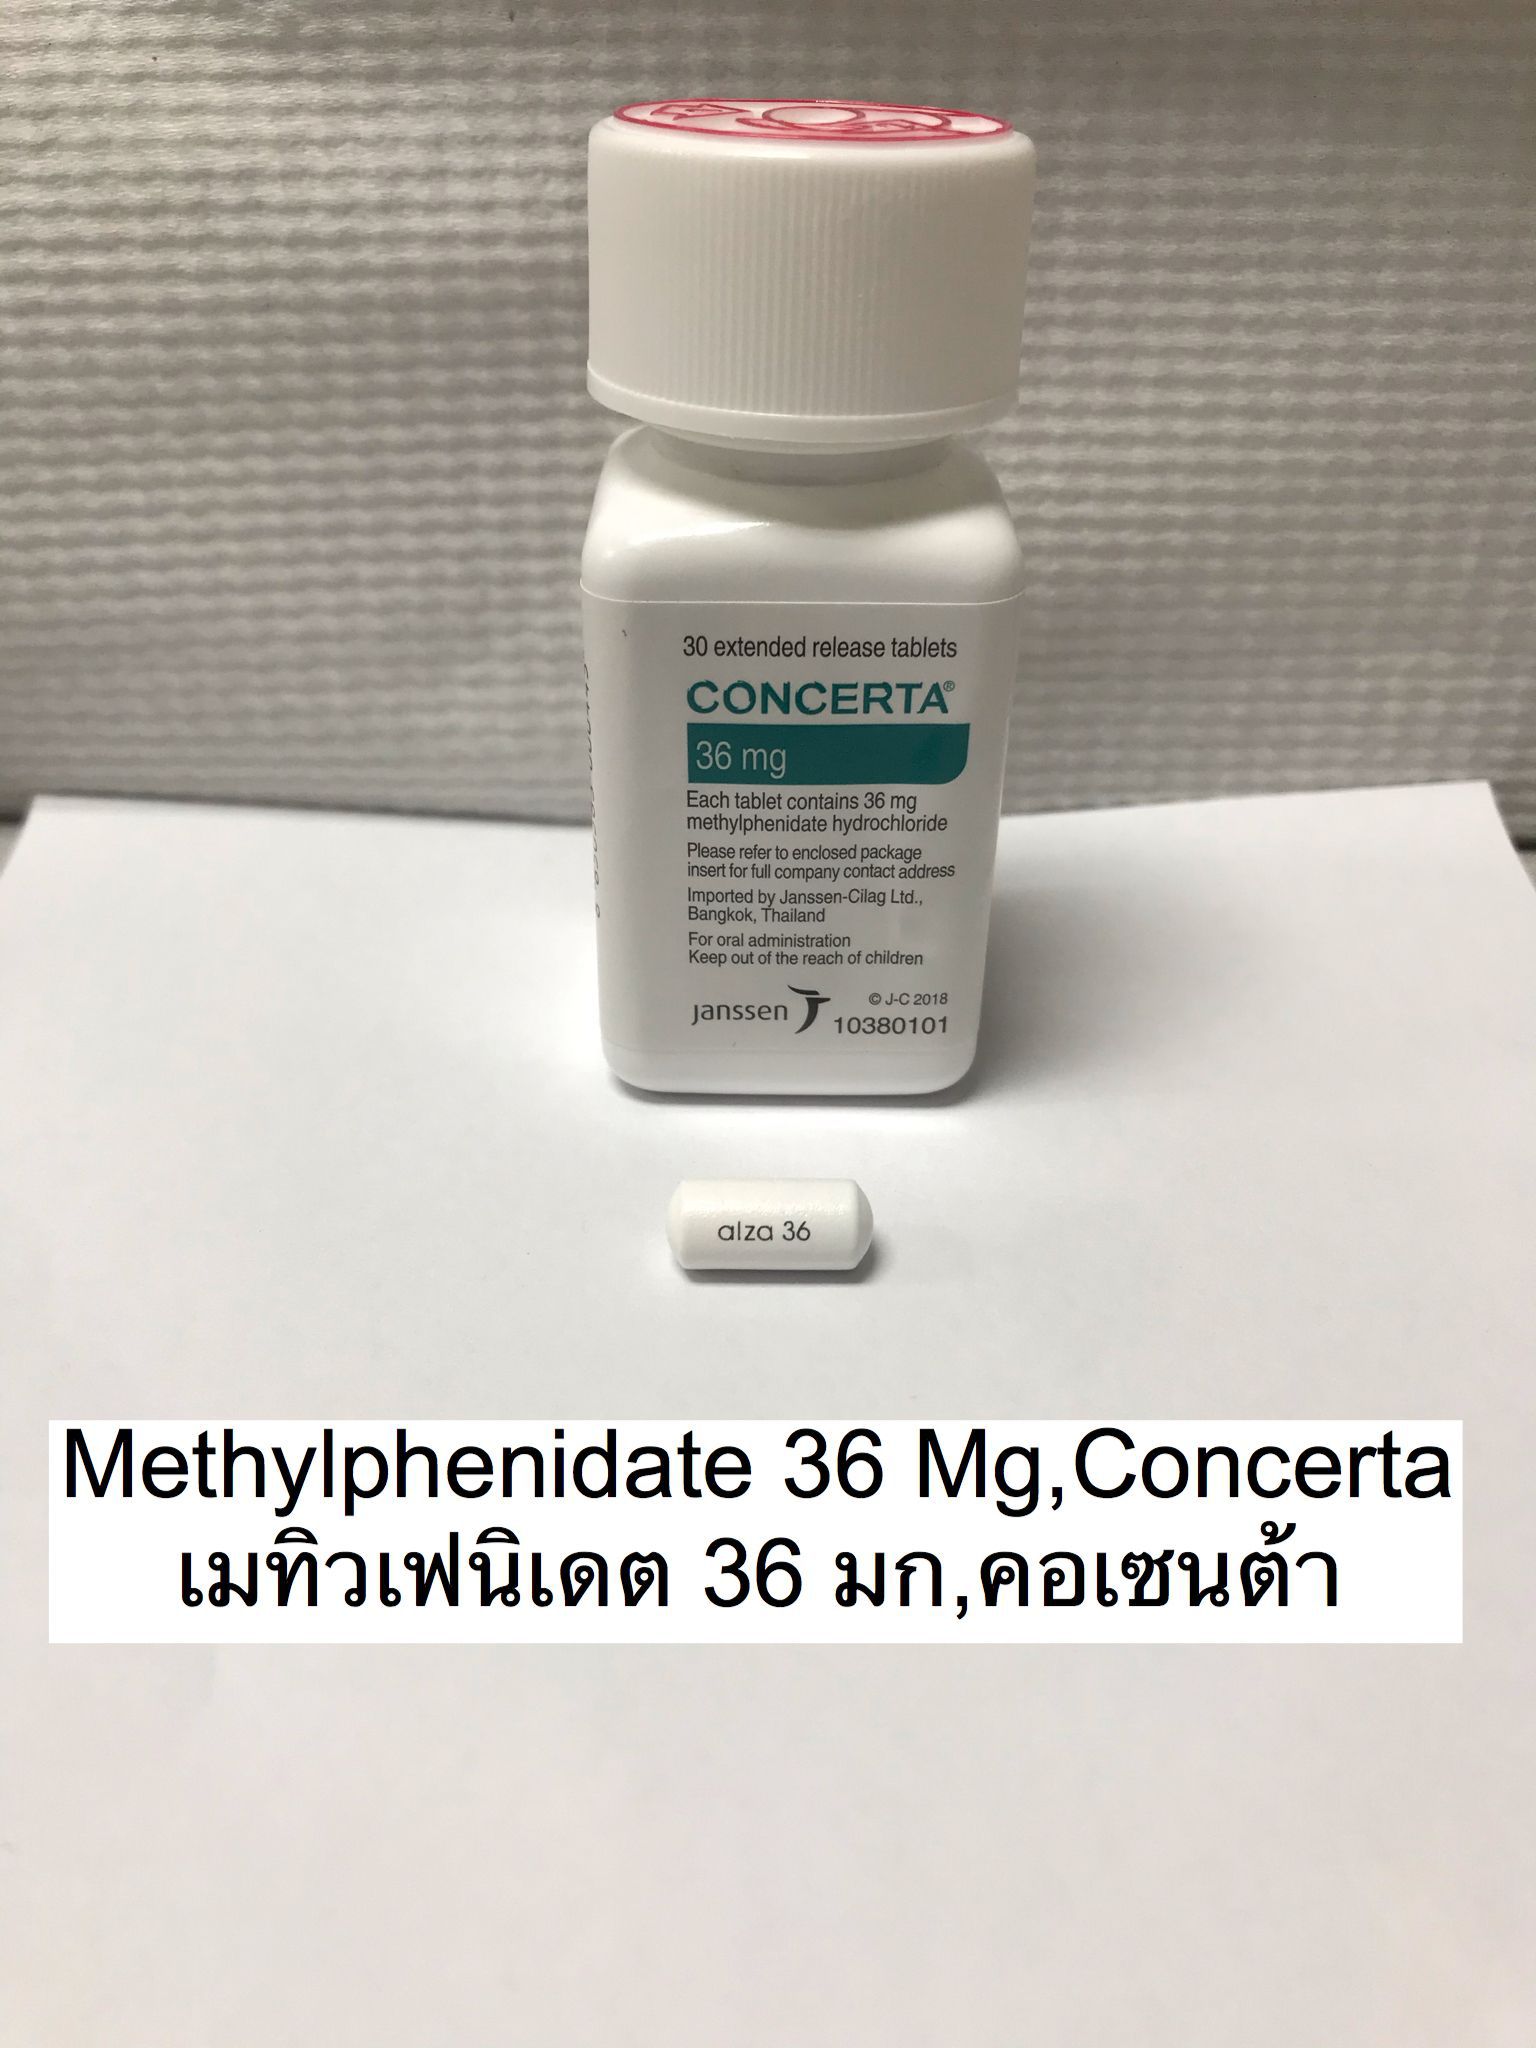 30 extended release tablets
CONCERTA®
36 mg
Each tablet contains 36 mg
methylphenidate hydrochloride
Please refer to enclosed package
insert for full company contact address
Imported by Janssen-Cilag Ltd.,
Bangkok, Thailand
For oral administration
Keep out of the reach of children
janssen
© J-C 2018
10380101
alza 36
Methylphenidate 36 Mg,Concerta
เมทิวเฟนิเดต 36 มก,คอเซนต้า